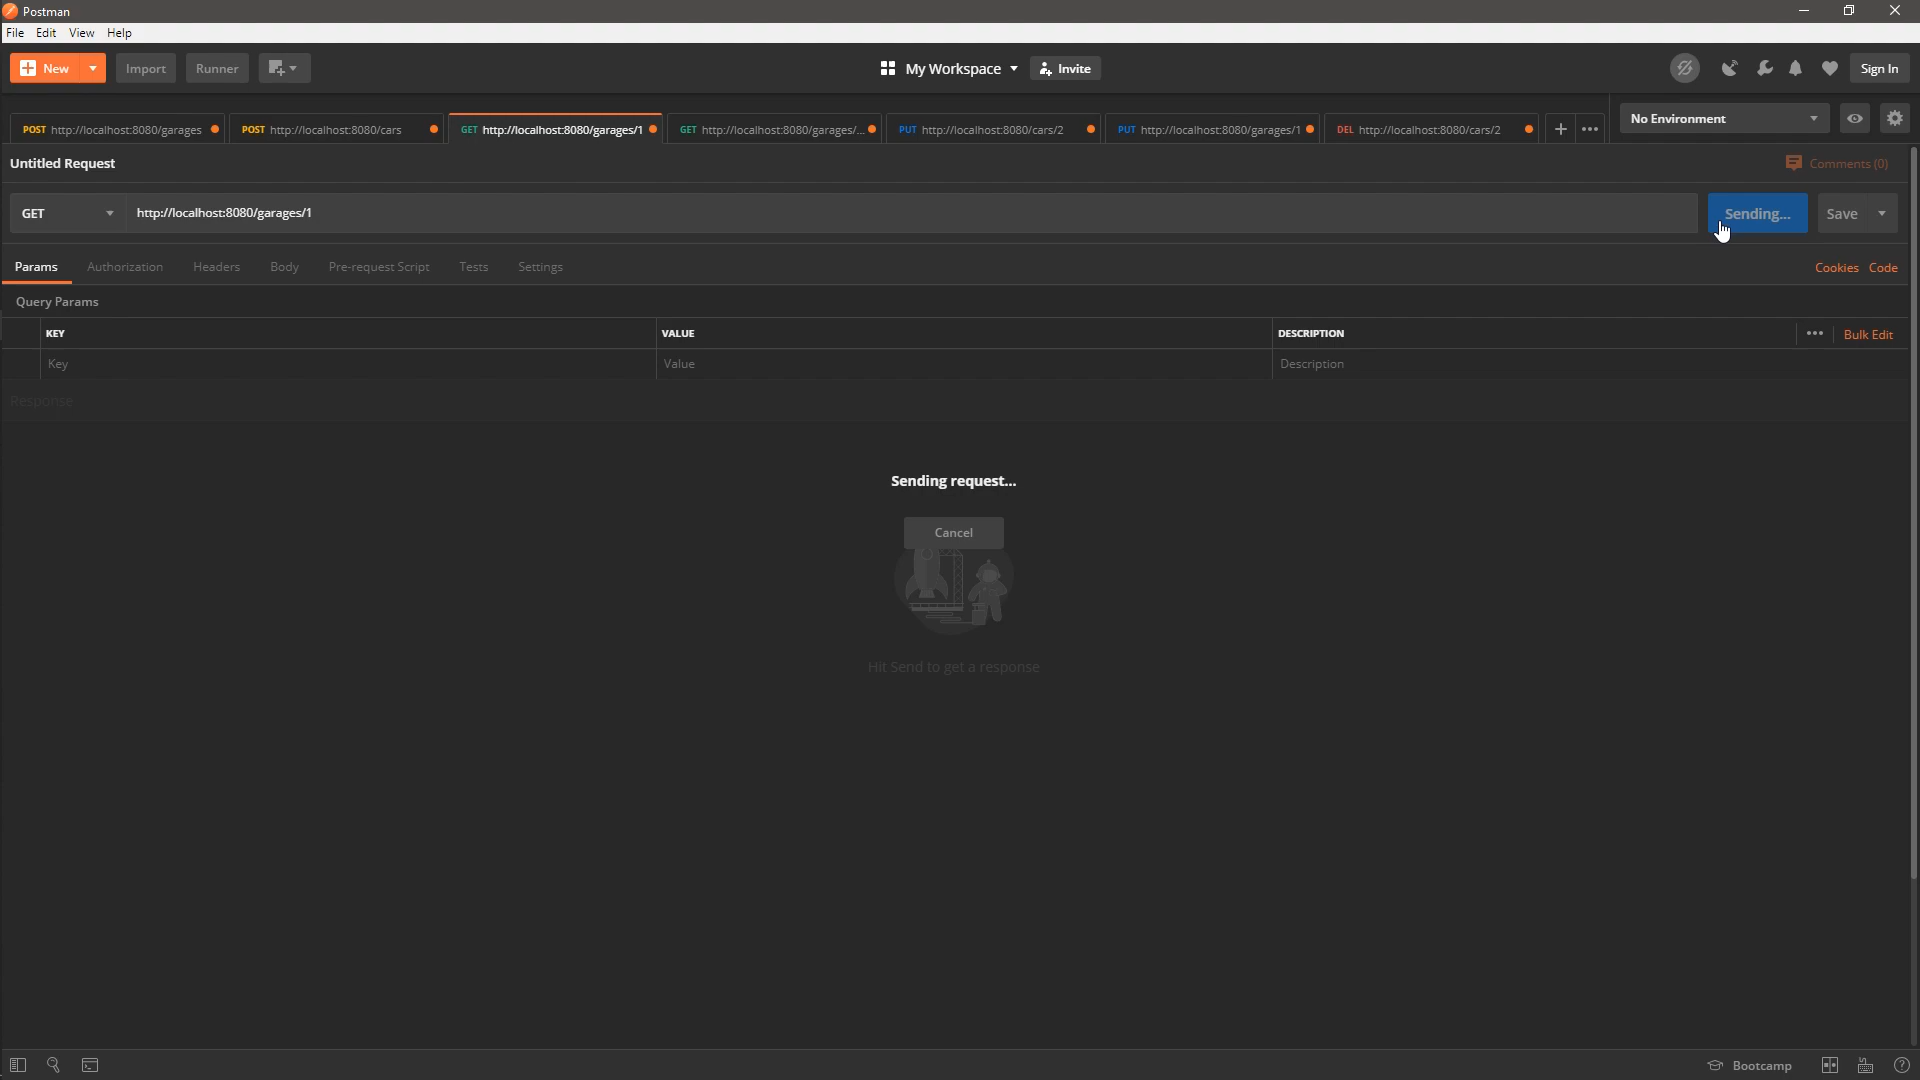 Postman
File Edit View Help
New Import Runner My Workspace Invite Sign In
POST http://localhost:8080/garages POST http://localhost:8080/cars GET http://localhost:8080/garages/1 GET http://localhost:8080/garages/... PUT http://localhost:8080/cars/2 PUT http://localhost:8080/garages/1 DEL http://localhost:8080/cars/2 No Environment
Untitled Request Comments (0)
GET http://localhost:8080/garages/1 Sending... Save
Params Authorization Headers Body Pre-request Script Tests Settings Cookies Code
Query Params
KEY VALUE DESCRIPTION Bulk Edit
Key Value Description
Response
Sending request...
Cancel
Hit Send to get a response
Bootcamp